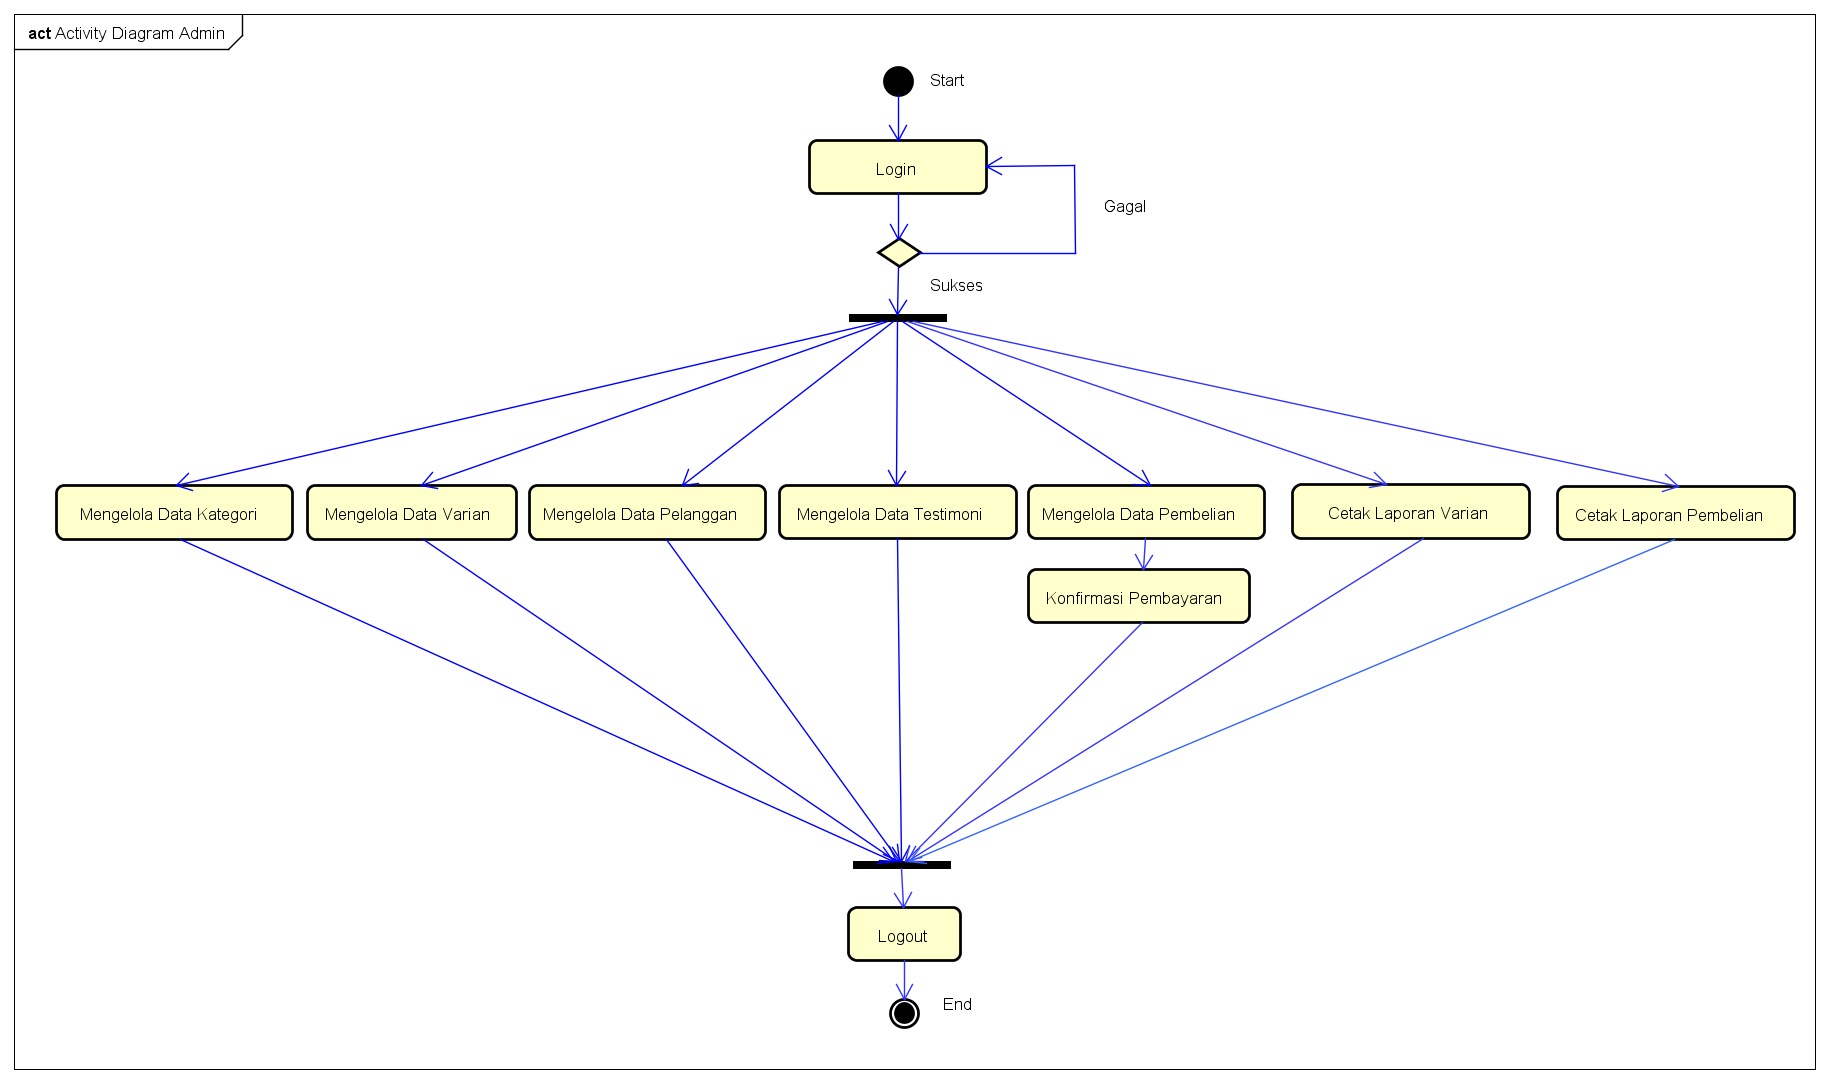 act Activity Diagram Admin
Start
Login
Gagal
Sukses
Mengelola Data Kategori
Mengelola Data Varian
Mengelola Data Pelanggan
Mengelola Data Testimoni
Mengelola Data Pembelian
Cetak Laporan Varian
Cetak Laporan Pembelian
Konfirmasi Pembayaran
Logout
End